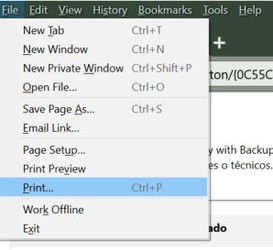 File Edit View History Bookmarks Tools Help
New Tab Ctrl+T
New Window Ctrl+N
New Private Window Ctrl+Shift+P
Open File... Ctrl+O
Save Page As... Ctrl+S
Email Link...
Page Setup...
Print Preview
Print... Ctrl+P
Work Offline
Exit
+
ton/{0C55C
y with Backup
es o técnicos.
ado